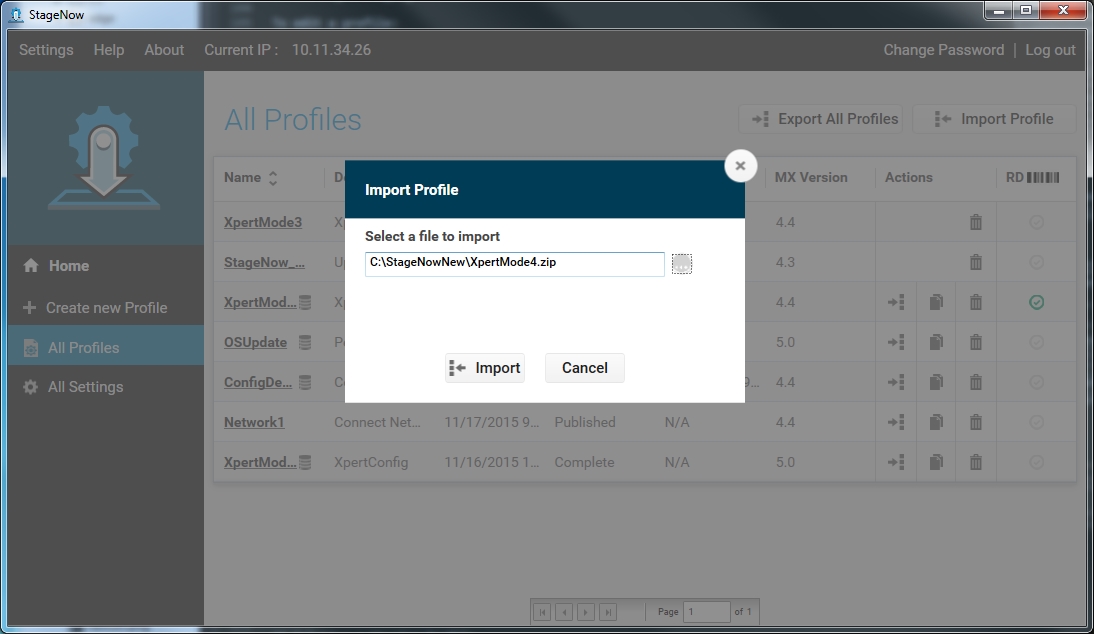 StageNow
Settings Help About Current IP : 10.11.34.26 Change Password | Log out
All Profiles
Export All Profiles Import Profile
Name MX Version Actions RD
Import Profile
Select a file to import
C:\StageNowNew\XpertMode4.zip
...
Import Cancel
Home
Create new Profile
All Profiles
All Settings
XpertMode3 4.4
StageNow_... 4.3
XpertMod... 4.4
OSUpdate 5.0
ConfigDe... 9... 4.4
Network1 Connect Net... 11/17/2015 9... Published N/A 4.4
XpertMod... XpertConfig 11/16/2015 1... Complete N/A 5.0
Page 1 of 1